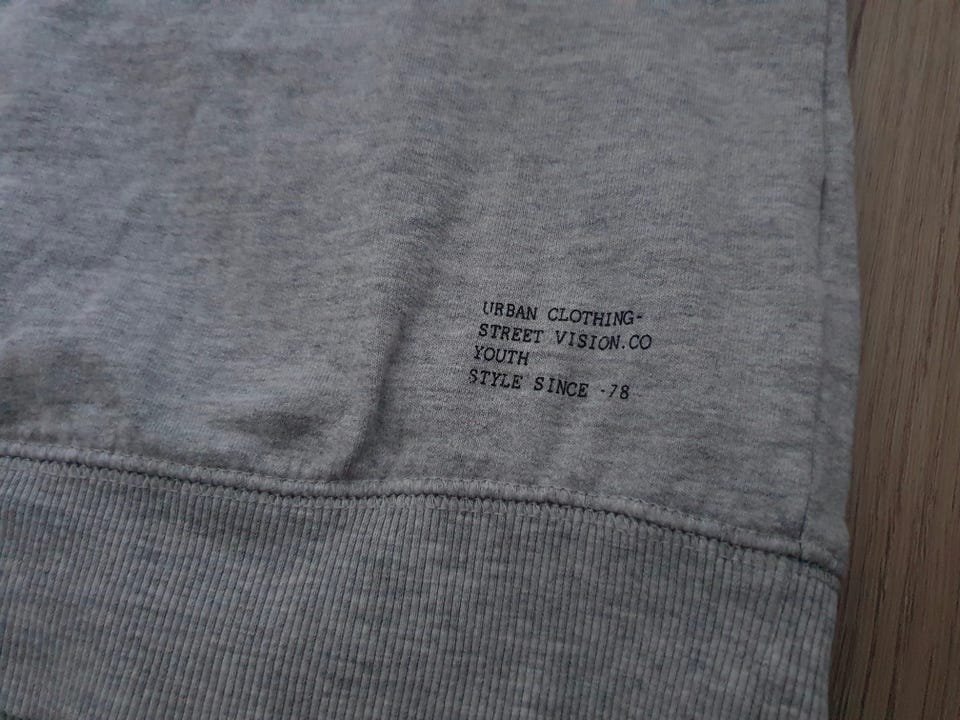 URBAN CLOTHING-
STREET VISION.CO
YOUTH
STYLE SINCE -78